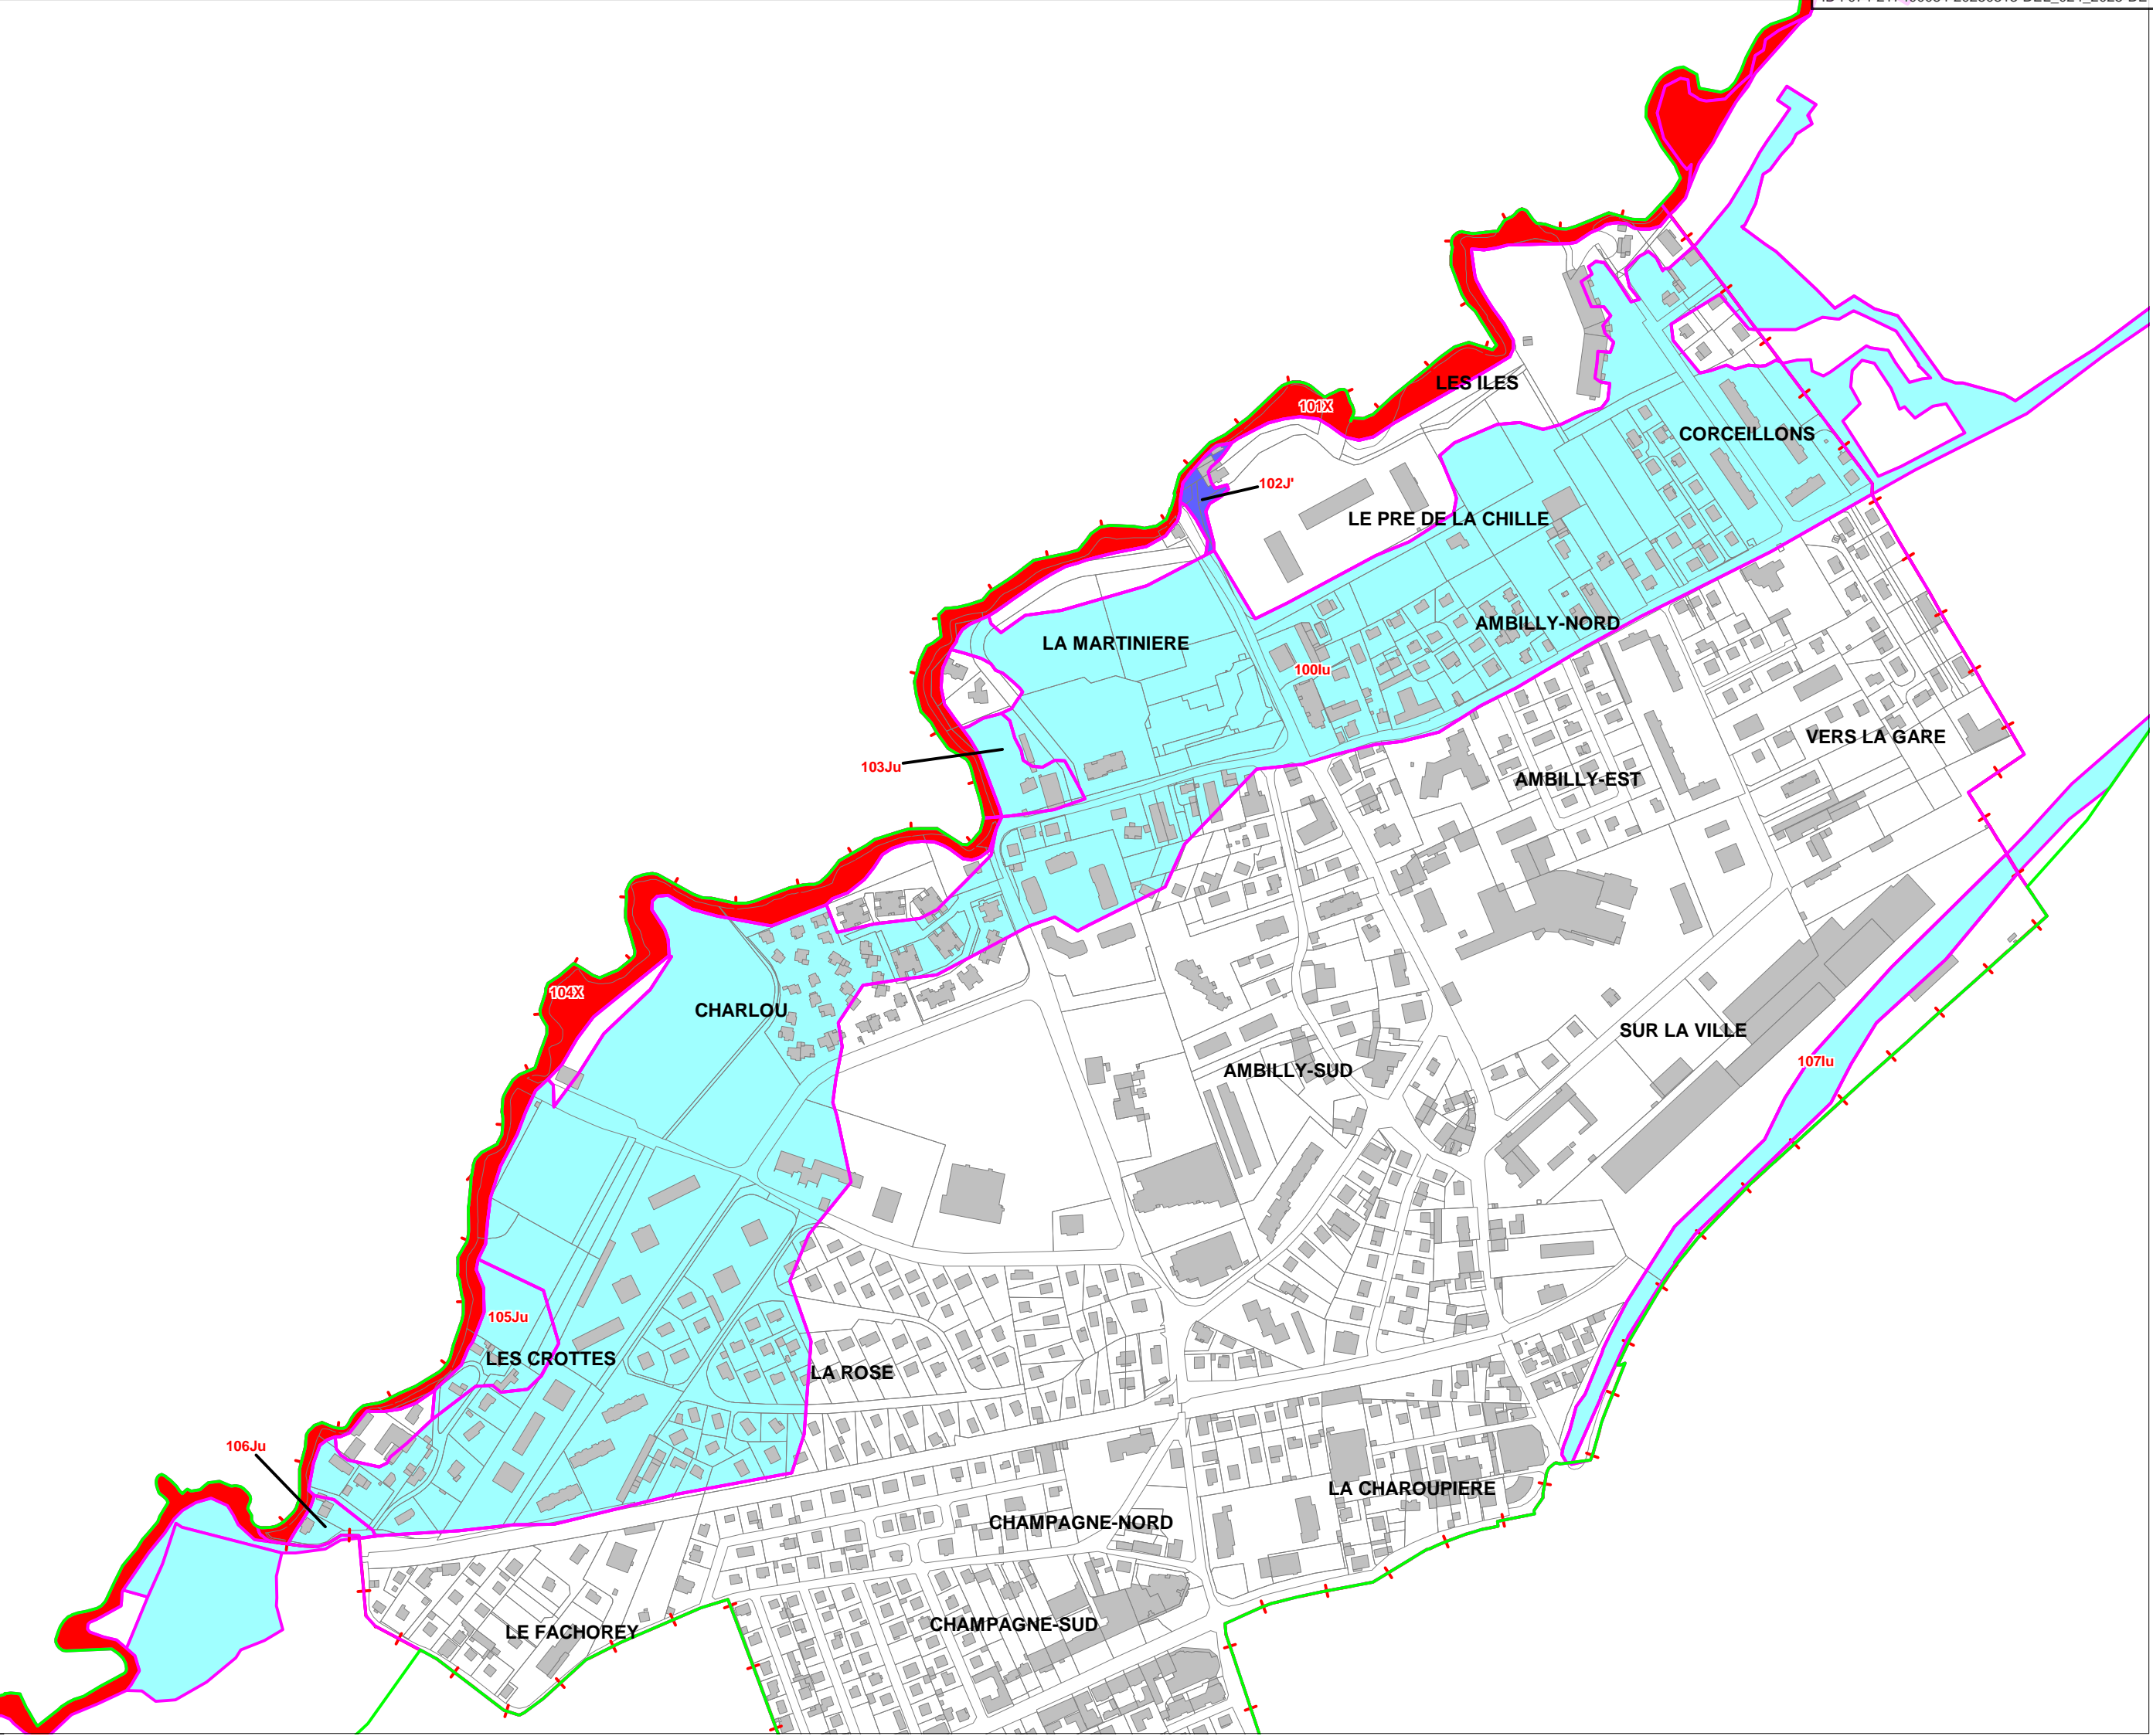 LES ILES
101X
CORCEILLONS
102J'
LE PRE DE LA CHILLE
AMBILLY-NORD
LA MARTINIERE
100Iu
VERS LA GARE
103Ju
AMBILLY-EST
104X
CHARLOU
SUR LA VILLE
107Iu
AMBILLY-SUD
105Ju
LES CROTTES
LA ROSE
106Ju
LA CHAROUPIERE
CHAMPAGNE-NORD
CHAMPAGNE-SUD
LE FACHOREY